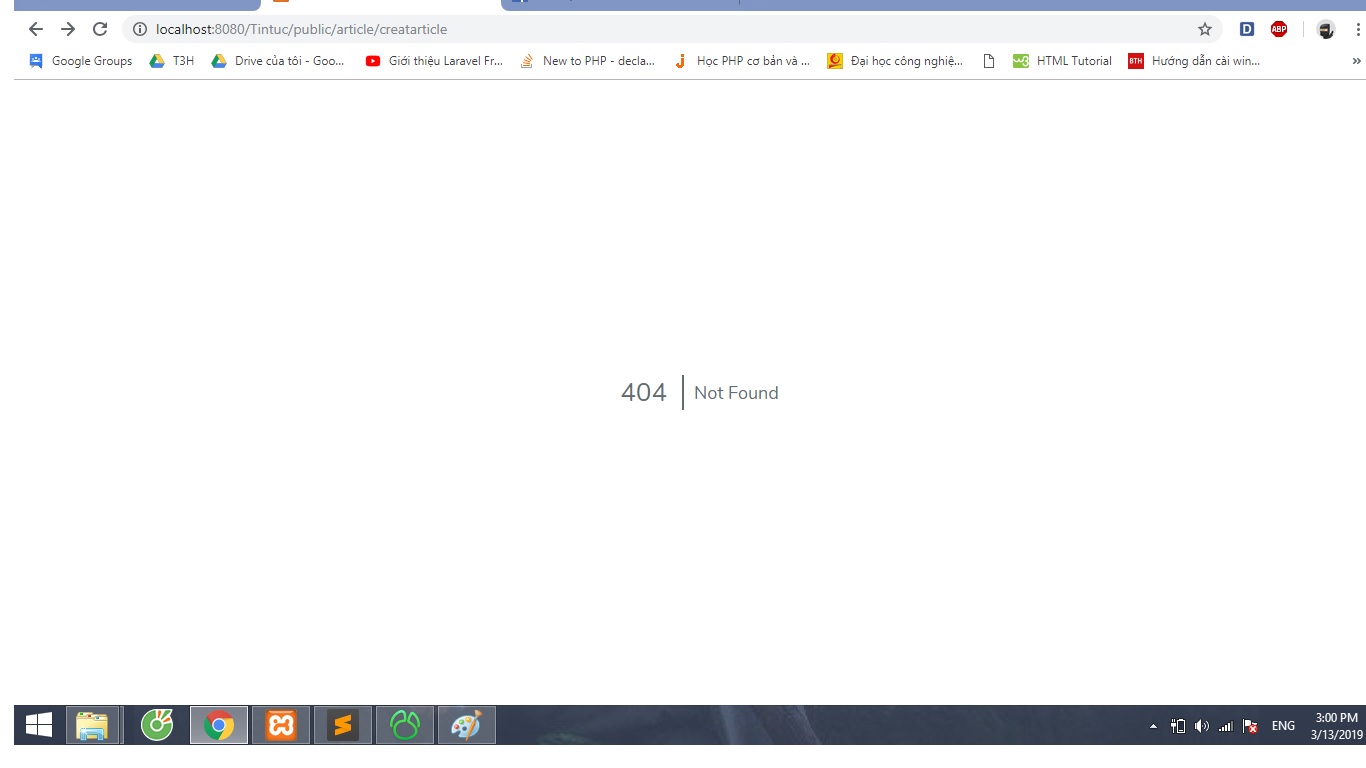 localhost:8080/Tintuc/public/article/creatarticle
D
ABP
Google Groups
T3H
Drive của tôi - Goo...
Giới thiệu Laravel Fr...
New to PHP - decla...
Học PHP cơ bản và ...
Đại học công nghiệ...
HTML Tutorial
BTH
Hướng dẫn cài win...
»
404
Not Found
ENG
3:00 PM
3/13/2019